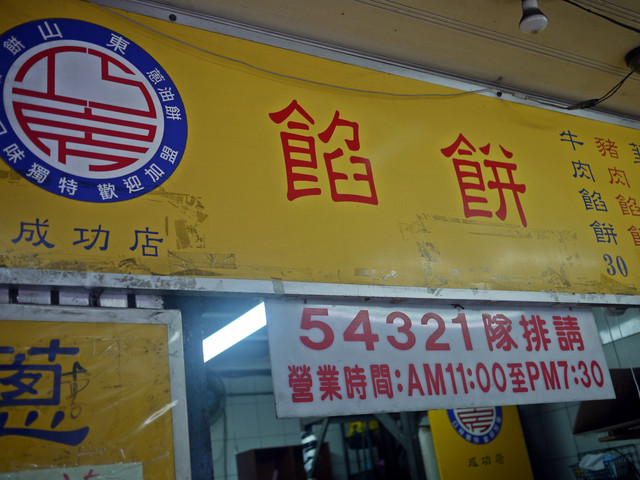 餅 山東 蔥油餅
口味獨特 歡迎加盟
成功店
餡餅
牛肉餡餅
30
豬肉餡餅
54321隊排請
營業時間:AM11:00至PM7:30
蔥
成功店